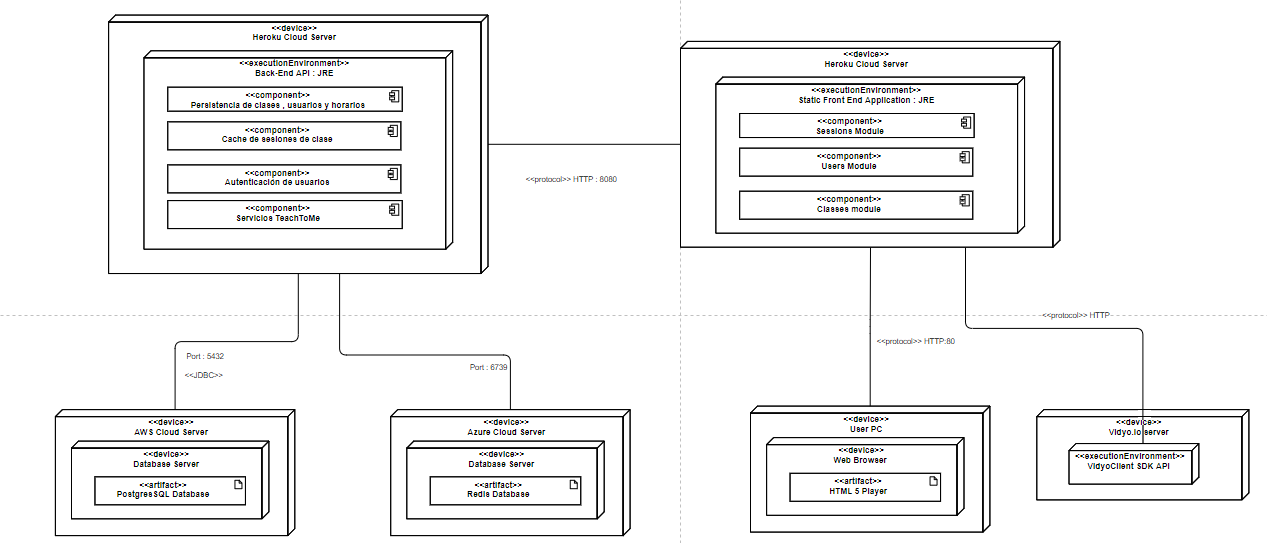 <<device>>
Heroku Cloud Server
<<executionEnvironment>>
Back-End API : JRE
<<component>>
Persistencia de clases , usuarios y horarios
<<component>>
Cache de sesiones de clase
<<component>>
Autenticación de usuarios
<<component>>
Servicios TeachToMe
<<protocol>> HTTP : 8080
<<device>>
Heroku Cloud Server
<<executionEnvironment>>
Static Front End Application : JRE
<<component>>
Sessions Module
<<component>>
Users Module
<<component>>
Classes module
Port : 5432
<<JDBC>>
Port : 6739
<<protocol>> HTTP:80
<<protocol>> HTTP
<<device>>
AWS Cloud Server
<<device>>
Database Server
<<artifact>>
PostgresSQL Database
<<device>>
Azure Cloud Server
<<device>>
Database Server
<<artifact>>
Redis Database
<<device>>
User PC
<<device>>
Web Browser
<<artifact>>
HTML 5 Player
<<device>>
Vidyo.io server
<<executionEnvironment>>
VidyoClient SDK API